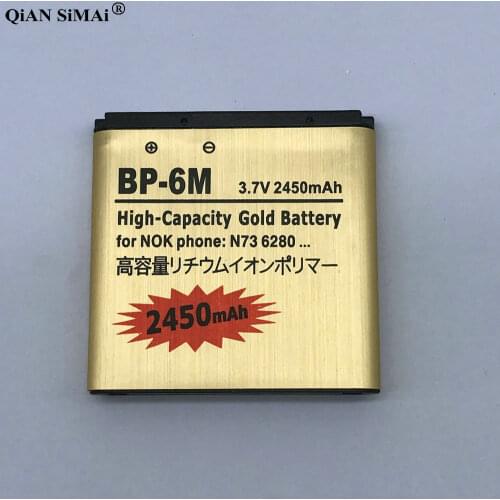 QiAN SiMAi®
⊕ ⊖
BP-6M 3.7V 2450mAh
High-Capacity Gold Battery
for NOK phone: N73 6280 ...
高容量リチウムイオンポリマー
2450mAh